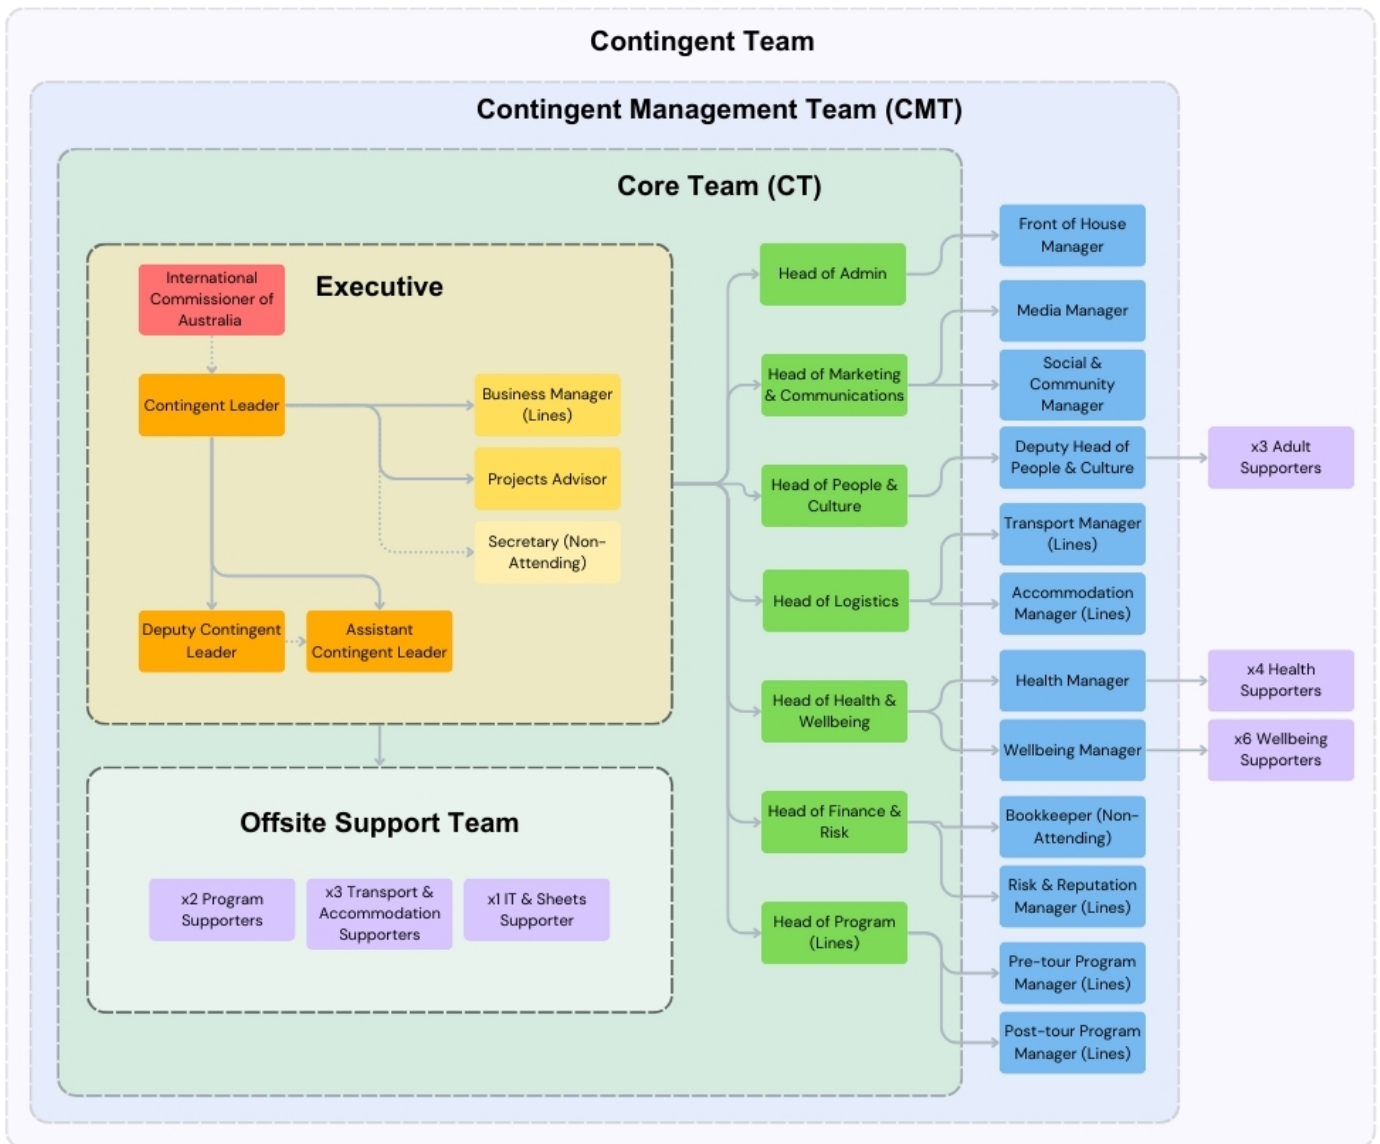 Contingent Team
Contingent Management Team (CMT)
Core Team (CT)
Executive
International
Commissioner of
Australia
Contingent Leader
Business Manager
(Lines)
Projects Advisor
Secretary (Non-
Attending)
Deputy Contingent
Leader
Assistant
Contingent Leader
Offsite Support Team
x2 Program
Supporters
x3 Transport &
Accommodation
Supporters
x1 IT & Sheets
Supporter
Head of Admin
Head of Marketing
& Communications
Head of People &
Culture
Head of Logistics
Head of Health &
Wellbeing
Head of Finance &
Risk
Head of Program
(Lines)
Front of House
Manager
Media Manager
Social &
Community
Manager
Deputy Head of
People & Culture
Transport Manager
(Lines)
Accommodation
Manager (Lines)
Health Manager
Wellbeing Manager
Bookkeeper (Non-
Attending)
Risk & Reputation
Manager (Lines)
Pre-tour Program
Manager (Lines)
Post-tour Program
Manager (Lines)
x3 Adult
Supporters
x4 Health
Supporters
x6 Wellbeing
Supporters